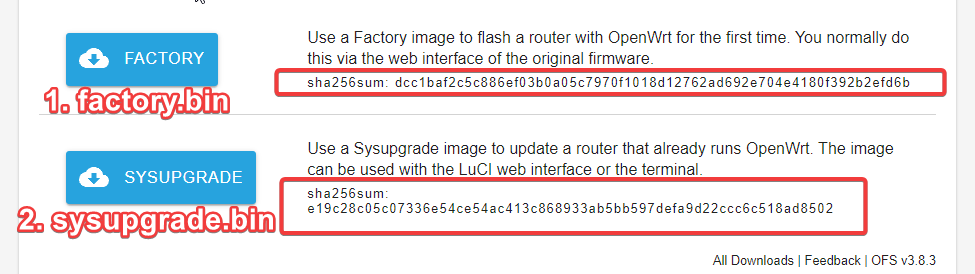 FACTORY
1. factory.bin
Use a Factory image to flash a router with OpenWrt for the first time. You normally do
this via the web interface of the original firmware.
sha256sum: dcc1baf2c5c886ef03b0a05c7970f1018d12762ad692e704e4180f392b2efd6b
SYSUPGRADE
2. sysupgrade.bin
Use a Sysupgrade image to update a router that already runs OpenWrt. The image
can be used with the LuCI web interface or the terminal.
sha256sum:
e19c28c05c07336e54ce54ac413c868933ab5bb597defa9d22ccc6c518ad8502
All Downloads | Feedback | OFS v3.8.3